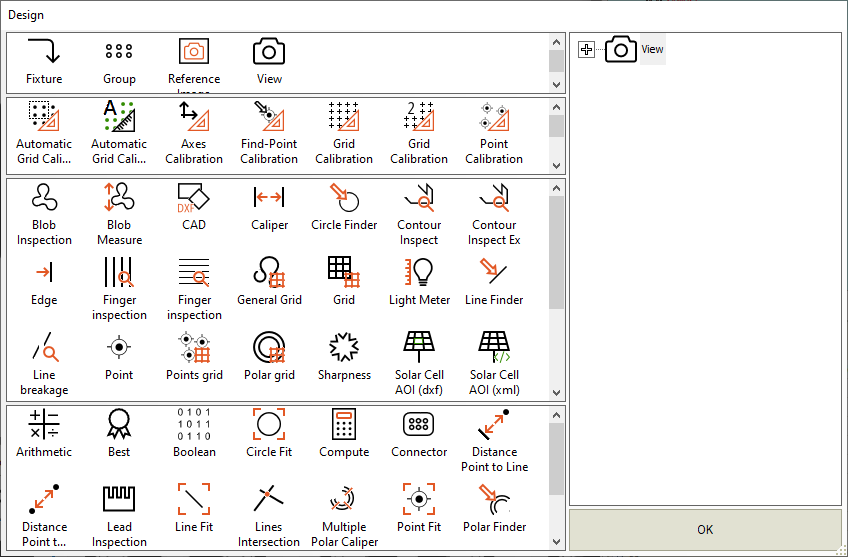 Design
Fixture Group Reference View
View
Automatic Automatic Axes Find-Point Grid Grid Point
Grid Cali... Grid Cali... Calibration Calibration Calibration Calibration Calibration
Blob Blob CAD Caliper Circle Finder Contour Contour
Inspection Measure Inspect Inspect Ex
Edge Finger Finger General Grid Grid Light Meter Line Finder
inspection inspection
Line Point Points grid Polar grid Sharpness Solar Cell Solar Cell
breakage AOI (dxf) AOI (xml)
Arithmetic Best Boolean Circle Fit Compute Connector Distance
Point to Line
Distance Lead Line Fit Lines Multiple Point Fit Polar Finder
Point t... Inspection Intersection Polar Caliper
OK